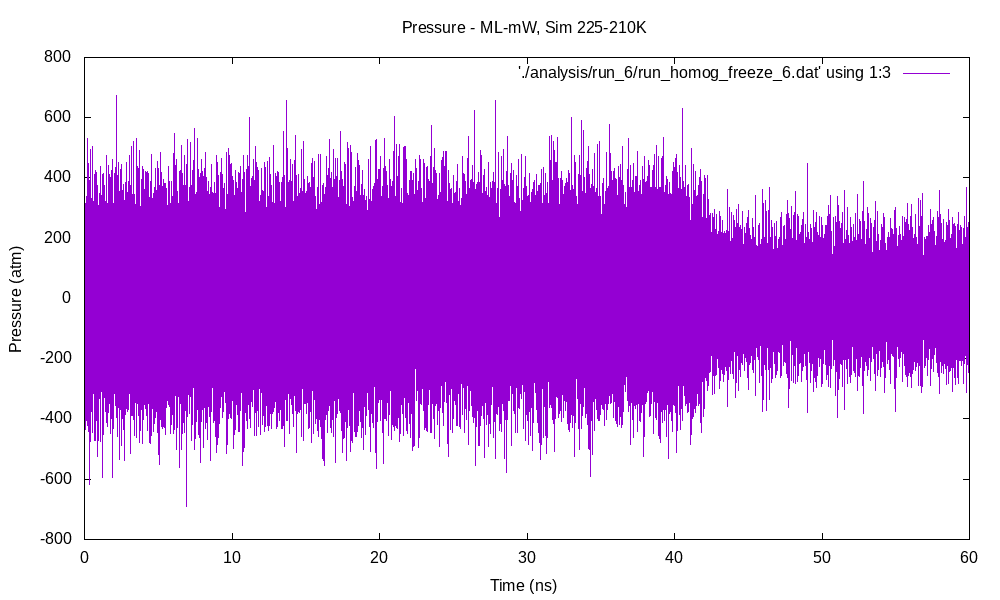 Pressure - ML-mW, Sim 225-210K
'./analysis/run_6/run_homog_freeze_6.dat' using 1:3
800
600
400
200
0
-200
-400
-600
-800
Pressure (atm)
0 10 20 30 40 50 60
Time (ns)